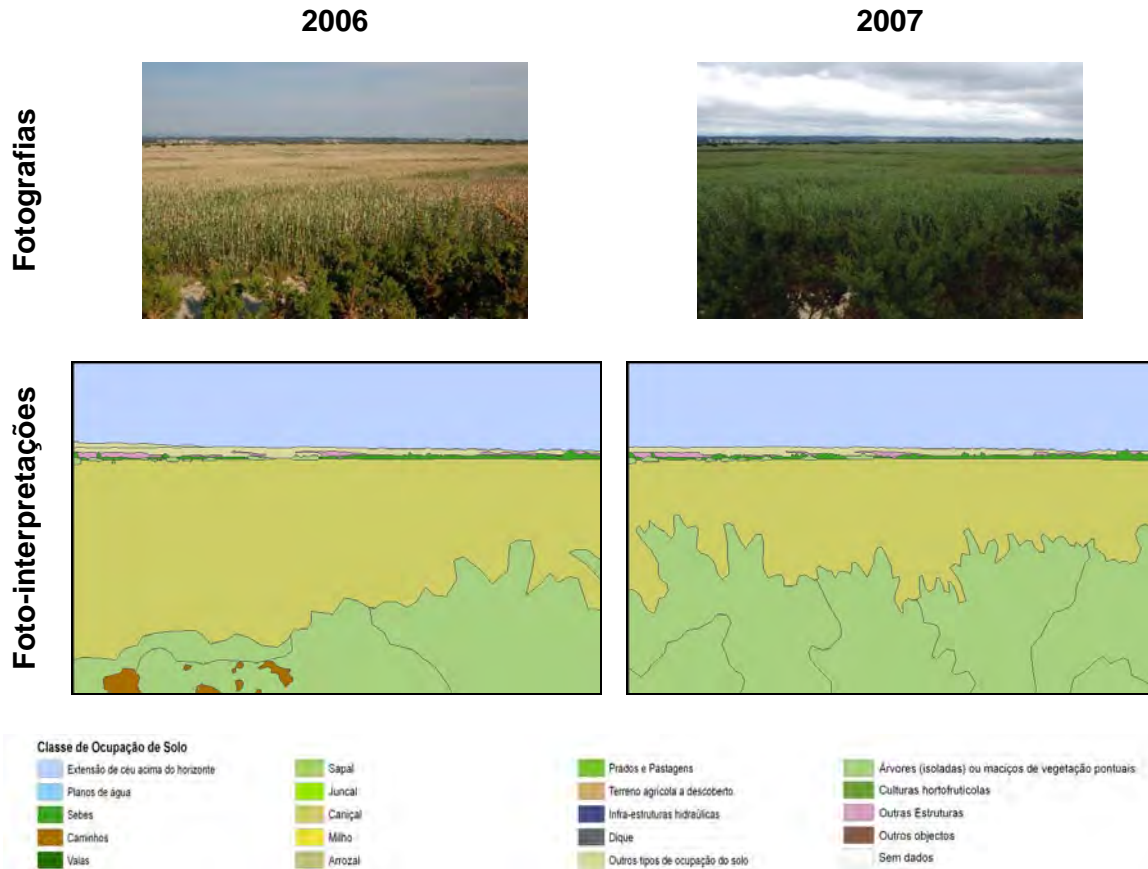 2006
2007
Fotografias
Foto-interpretações
Classe de Ocupação de Solo
Extensão de céu acima do horizonte
Planos de água
Sebes
Caminhos
Valas
Sapal
Juncal
Caniçal
Milho
Arrozal
Prados e Pastagens
Terreno agrícola a descoberto
Infra-estruturas hidraúlicas
Dique
Outros tipos de ocupação do solo
Árvores (isoladas) ou maciços de vegetação pontuais
Culturas hortofrutícolas
Outras Estruturas
Outros objectos
Sem dados